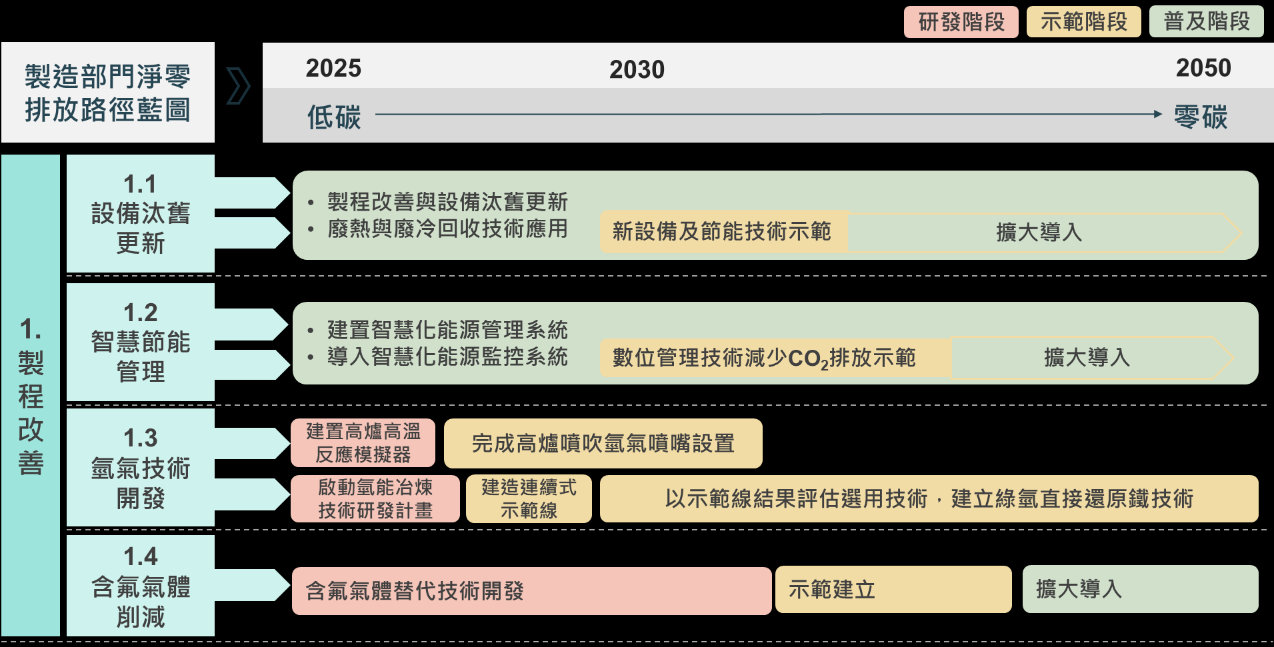 研發階段
示範階段
普及階段
製造部門淨零
排放路徑藍圖
2025
2030
2050
低碳
零碳
1.
製
程
改
善
1.1
設備汰舊
更新
• 製程改善與設備汰舊更新
• 廢熱與廢冷回收技術應用
新設備及節能技術示範
擴大導入
1.2
智慧節能
管理
• 建置智慧化能源管理系統
• 導入智慧化能源監控系統
數位管理技術減少CO₂排放示範
擴大導入
1.3
氫氣技術
開發
建置高爐高溫
反應模擬器
完成高爐噴吹氫氣噴嘴設置
啟動氫能冶煉
技術研發計畫
建造連續式
示範線
以示範線結果評估選用技術，建立綠氫直接還原鐵技術
1.4
含氟氣體
削減
含氟氣體替代技術開發
示範建立
擴大導入